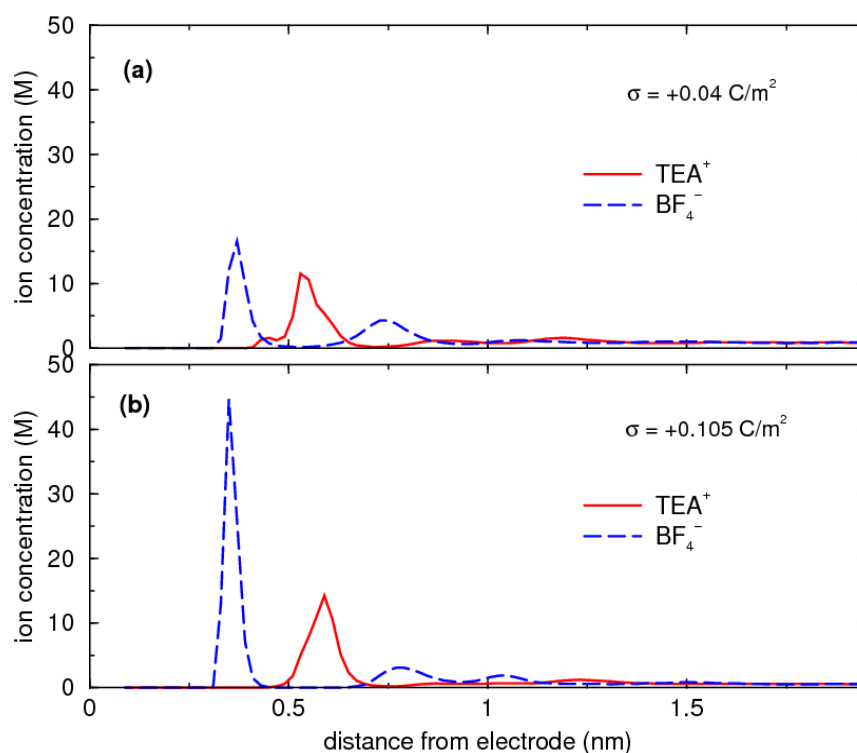 50
40
30
20
10
0
ion concentration (M)
(a)
σ = +0.04 C/m²
TEA⁺
BF₄⁻
50
40
30
20
10
0
ion concentration (M)
(b)
σ = +0.105 C/m²
TEA⁺
BF₄⁻
0 0.5 1 1.5
distance from electrode (nm)